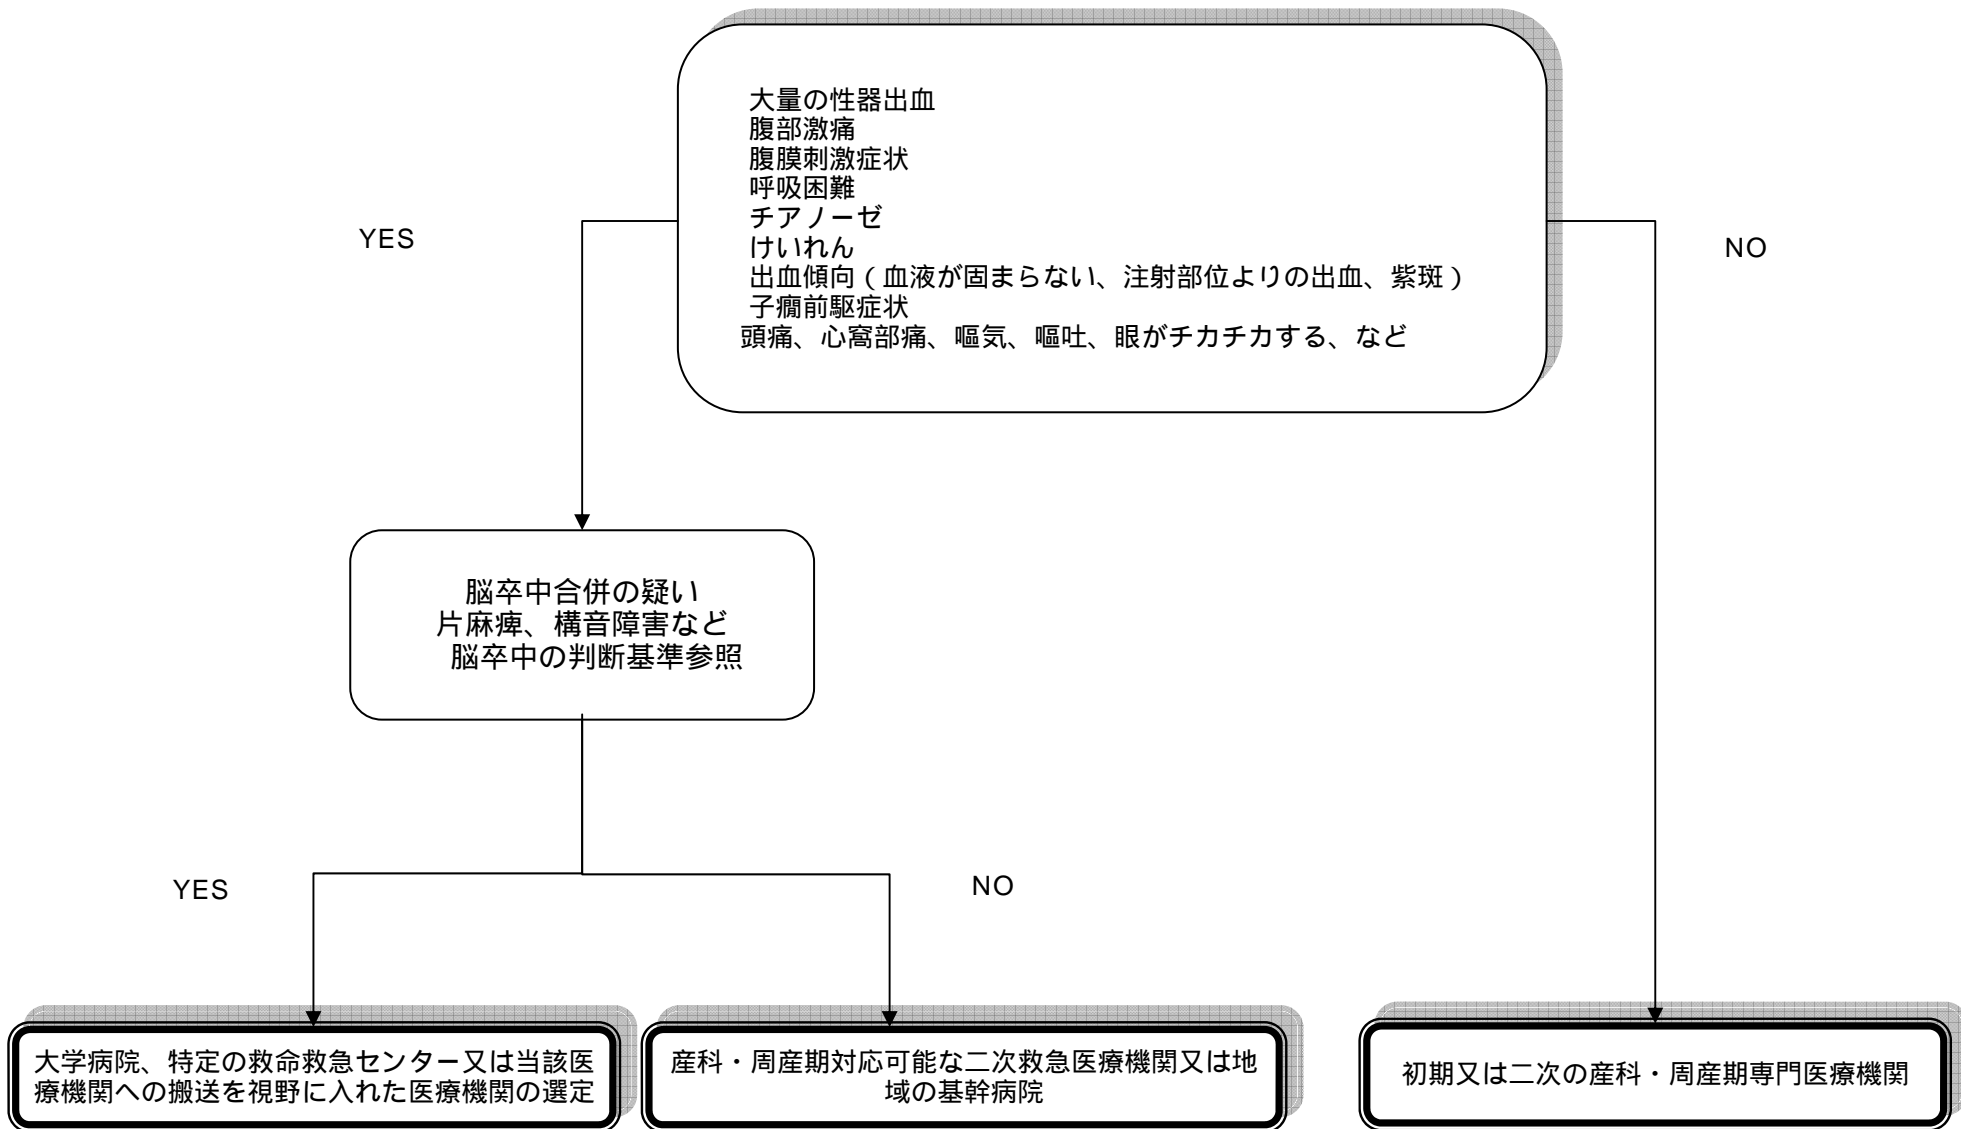 大量の性器出血
腹部激痛
腹膜刺激症状
呼吸困難
チアノーゼ
けいれん
出血傾向（血液が固まらない、注射部位よりの出血、紫斑）
子癇前駆症状
頭痛、心窩部痛、嘔気、嘔吐、眼がチカチカする、など
YES
NO
脳卒中合併の疑い
片麻痺、構音障害など
脳卒中の判断基準参照
YES
NO
大学病院、特定の救命救急センター又は当該医
療機関への搬送を視野に入れた医療機関の選定
産科・周産期対応可能な二次救急医療機関又は地
域の基幹病院
初期又は二次の産科・周産期専門医療機関